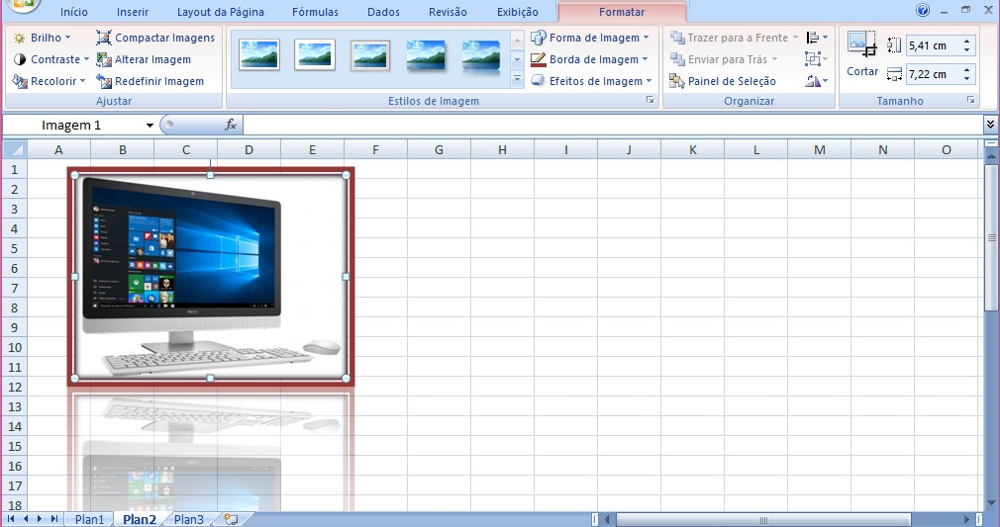 Início Inserir Layout da Página Fórmulas Dados Revisão Exibição Formatar
Brilho Compactar Imagens Forma de Imagem Trazer para a Frente 5,41 cm
Contraste Alterar Imagem Borda de Imagem Enviar para Trás Cortar 7,22 cm
Recolorir Redefinir Imagem Efeitos de Imagem Painel de Seleção
Ajustar Estilos de Imagem Organizar Tamanho
Imagem 1 fx
A B C D E F G H I J K L M N O
1
2
3
4
5
6
7
8
9
10
11
12
13
14
15
16
17
18
Plan1 Plan2 Plan3